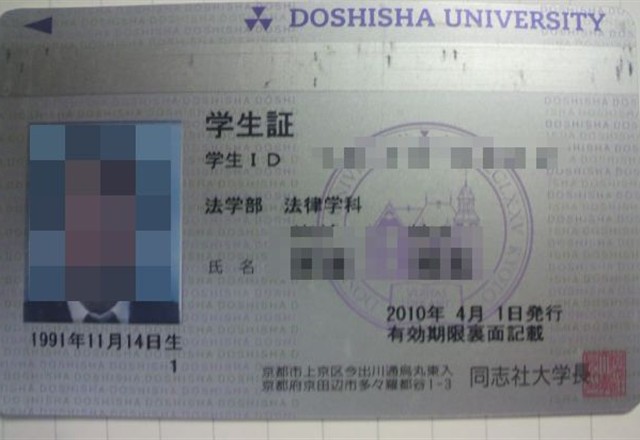 DOSHISHA UNIVERSITY
学生証
学生ID
法学部 法律学科
氏名
2010年 4月 1日発行
有効期限裏面記載
1991年11月14日生
1
京都市上京区今出川通烏丸東入
京都府京田辺市多々羅都谷1-3
同志社大学長